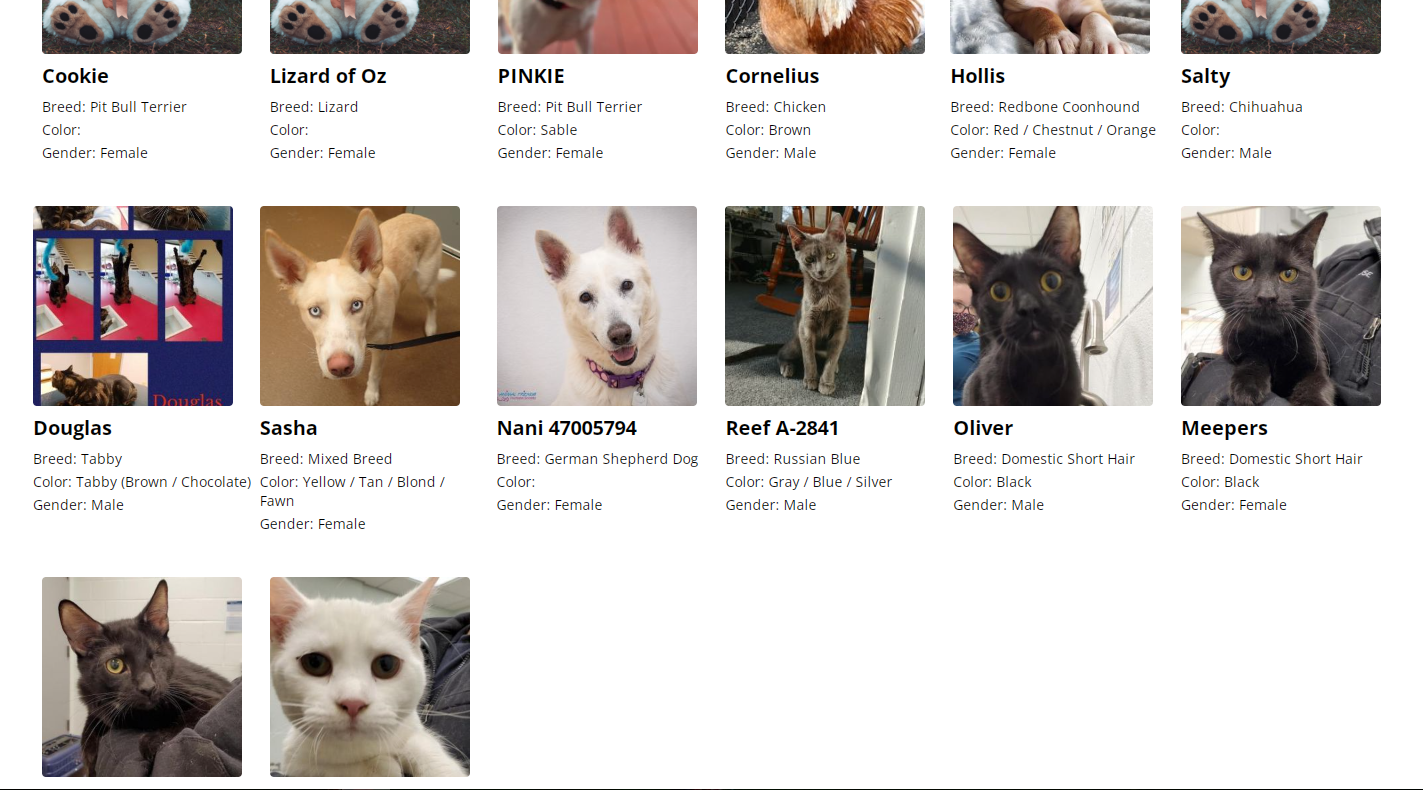 Cookie
Breed: Pit Bull Terrier
Color:
Gender: Female
Lizard of Oz
Breed: Lizard
Color:
Gender: Female
PINKIE
Breed: Pit Bull Terrier
Color: Sable
Gender: Female
Cornelius
Breed: Chicken
Color: Brown
Gender: Male
Hollis
Breed: Redbone Coonhound
Color: Red / Chestnut / Orange
Gender: Female
Salty
Breed: Chihuahua
Color:
Gender: Male
Douglas
Douglas
Breed: Tabby
Color: Tabby (Brown / Chocolate)
Gender: Male
Sasha
Breed: Mixed Breed
Color: Yellow / Tan / Blond /
Fawn
Gender: Female
Nani 47005794
Breed: German Shepherd Dog
Color:
Gender: Female
Reef A-2841
Breed: Russian Blue
Color: Gray / Blue / Silver
Gender: Male
Oliver
Breed: Domestic Short Hair
Color: Black
Gender: Male
Meepers
Breed: Domestic Short Hair
Color: Black
Gender: Female